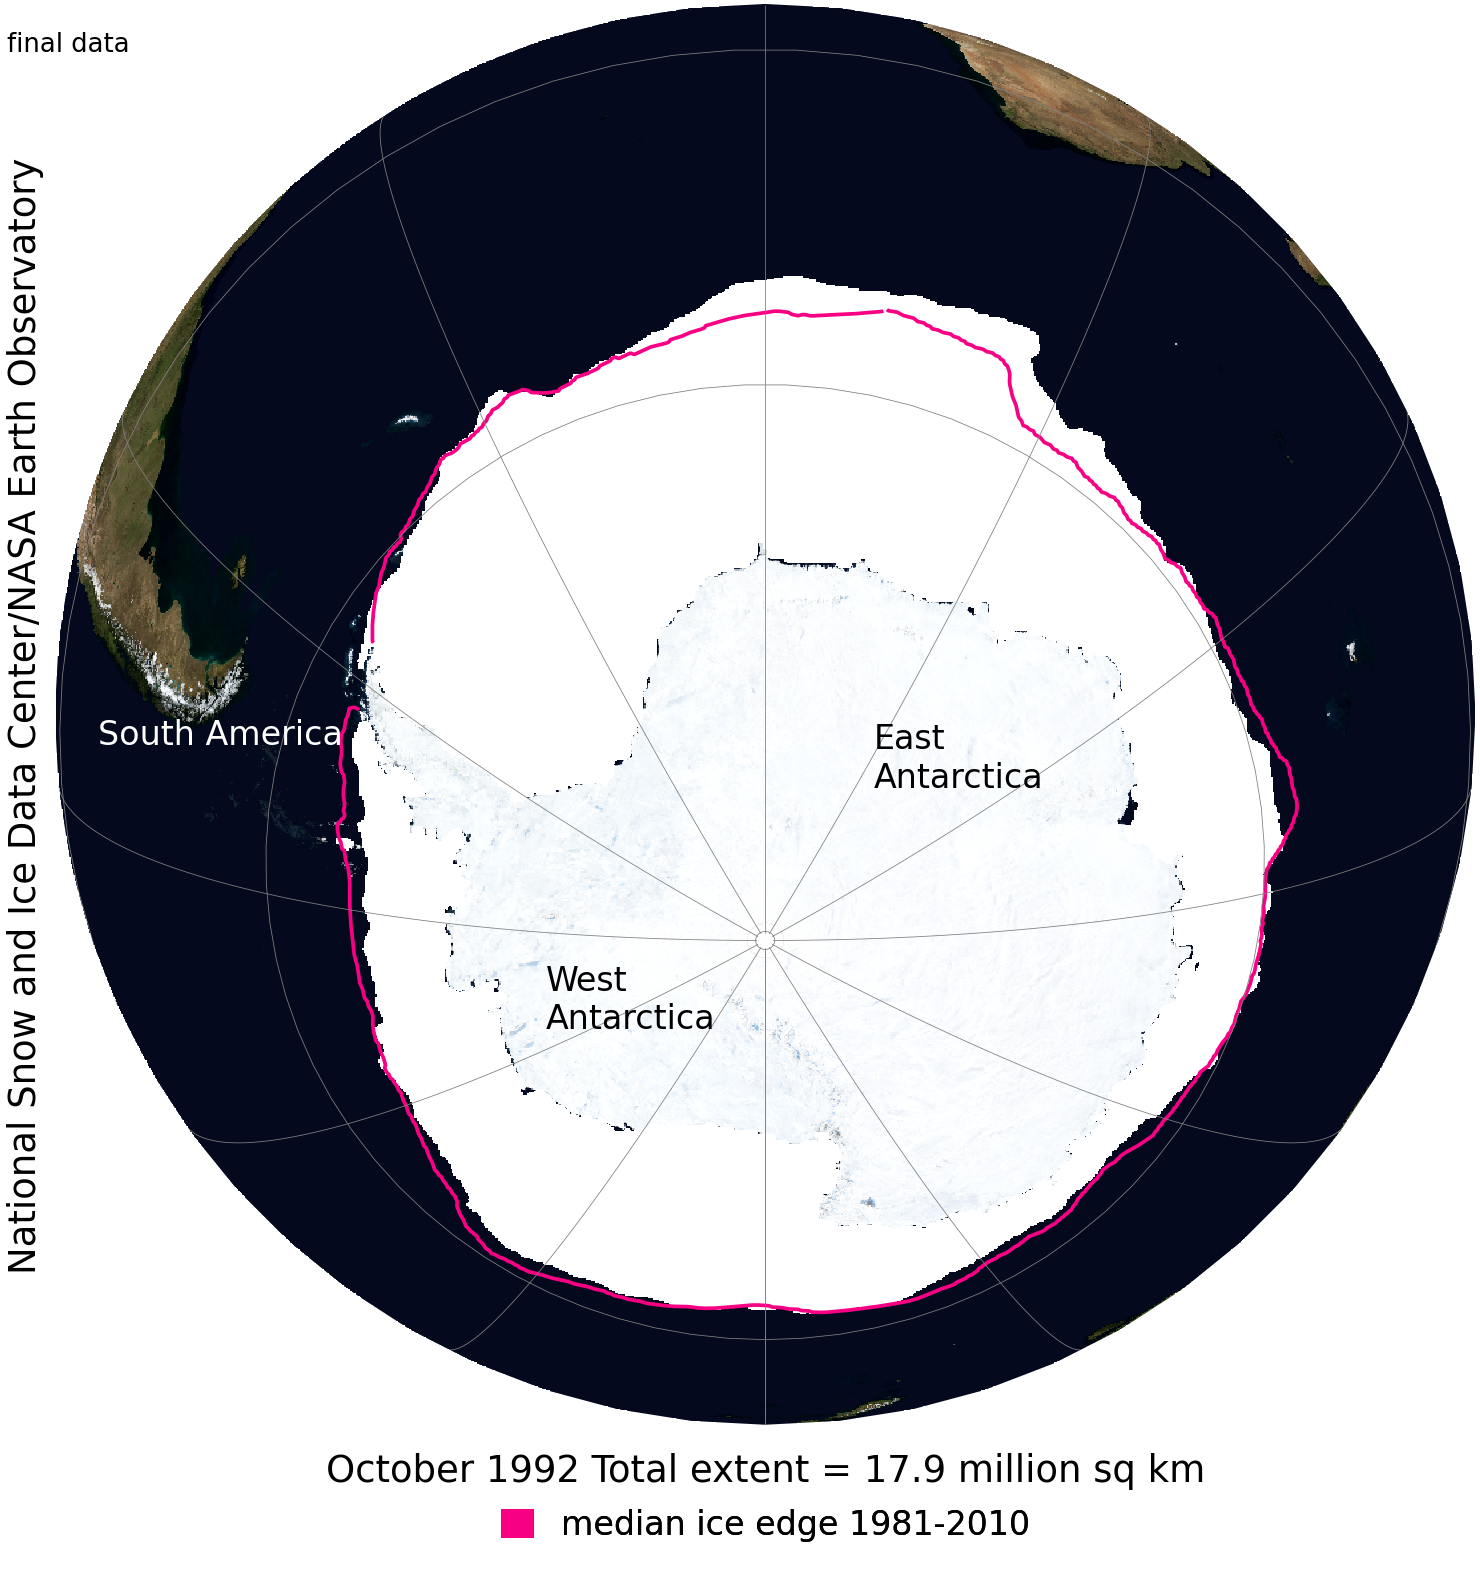 final data
National Snow and Ice Data Center/NASA Earth Observatory
South America
East
Antarctica
West
Antarctica
October 1992 Total extent = 17.9 million sq km
median ice edge 1981-2010